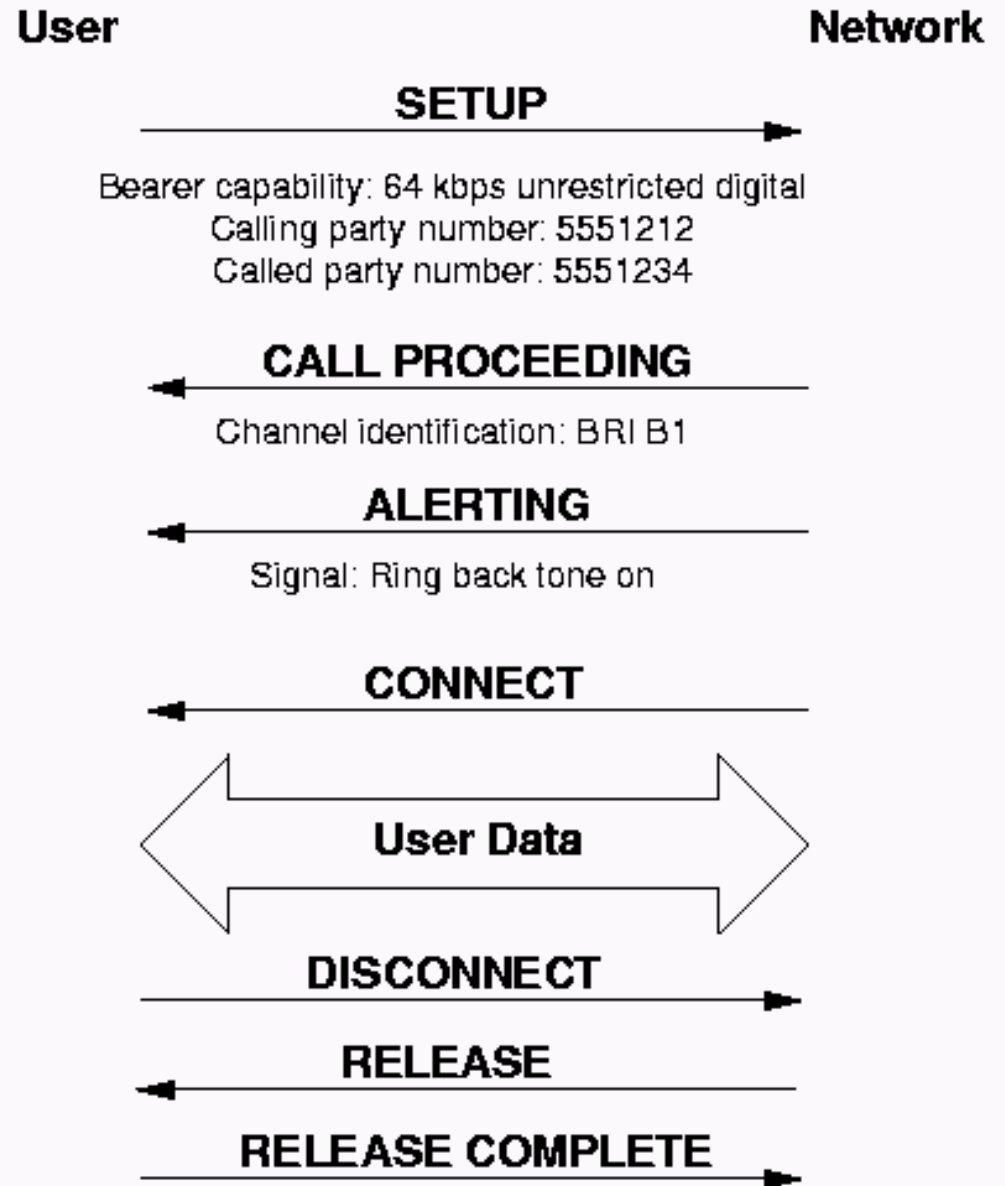 User Network
SETUP
Bearer capability: 64 kbps unrestricted digital
Calling party number: 5551212
Called party number: 5551234
CALL PROCEEDING
Channel identification: BRI B1
ALERTING
Signal: Ring back tone on
CONNECT
User Data
DISCONNECT
RELEASE
RELEASE COMPLETE